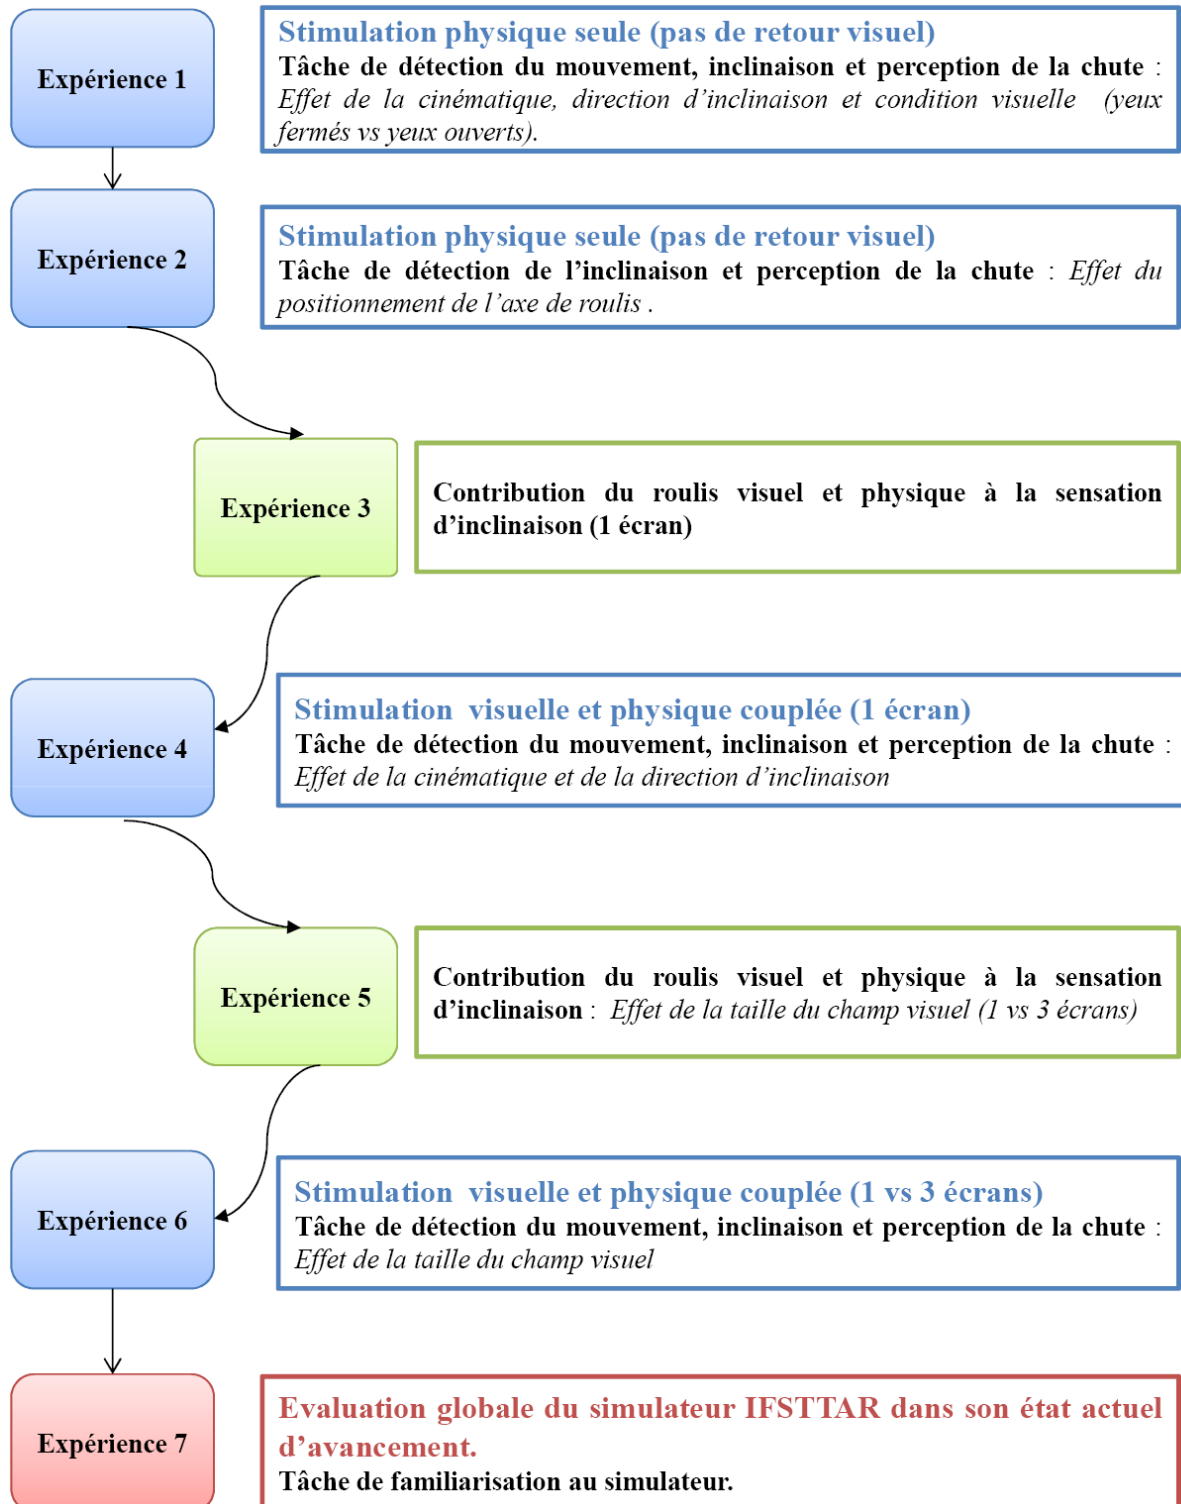 Expérience 1
Stimulation physique seule (pas de retour visuel)
Tâche de détection du mouvement, inclinaison et perception de la chute :
Effet de la cinématique, direction d’inclinaison et condition visuelle (yeux
fermés vs yeux ouverts).
Expérience 2
Stimulation physique seule (pas de retour visuel)
Tâche de détection de l’inclinaison et perception de la chute : Effet du
positionnement de l’axe de roulis .
Expérience 3
Contribution du roulis visuel et physique à la sensation
d’inclinaison (1 écran)
Expérience 4
Stimulation visuelle et physique couplée (1 écran)
Tâche de détection du mouvement, inclinaison et perception de la chute :
Effet de la cinématique et de la direction d’inclinaison
Expérience 5
Contribution du roulis visuel et physique à la sensation
d’inclinaison : Effet de la taille du champ visuel (1 vs 3 écrans)
Expérience 6
Stimulation visuelle et physique couplée (1 vs 3 écrans)
Tâche de détection du mouvement, inclinaison et perception de la chute :
Effet de la taille du champ visuel
Expérience 7
Evaluation globale du simulateur IFSTTAR dans son état actuel
d’avancement.
Tâche de familiarisation au simulateur.